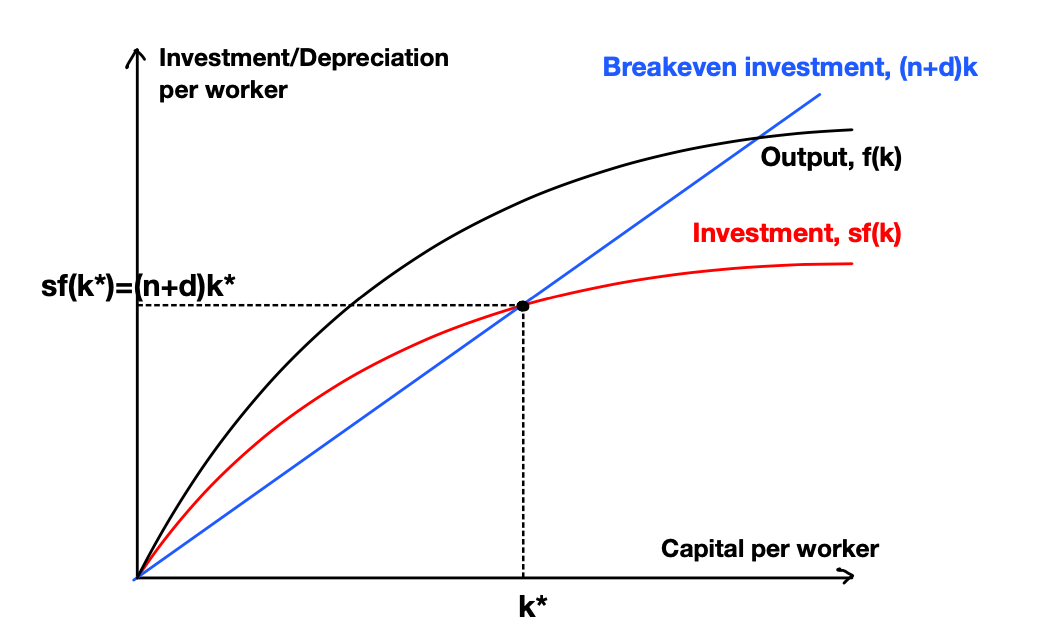 Investment/Depreciation
per worker
Breakeven investment, (n+d)k
Output, f(k)
Investment, sf(k)
sf(k*)=(n+d)k*
Capital per worker
k*